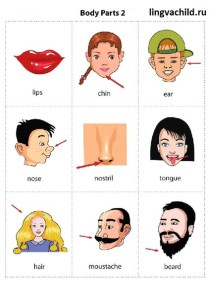 Body Parts 2 lingvachild.ru
lips chin ear
nose nostril tongue
hair moustache beard